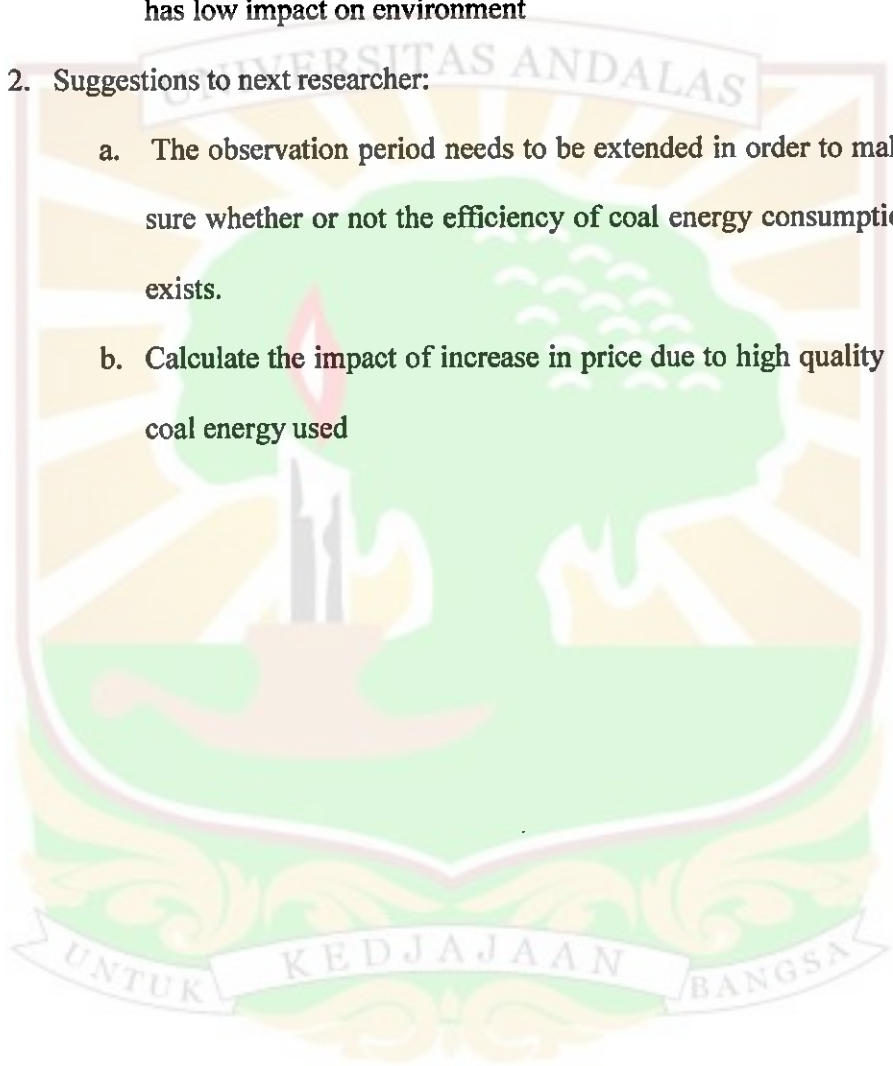 has low impact on environment
UNIVERSITAS ANDALAS
2. Suggestions to next researcher:
a. The observation period needs to be extended in order to mal
sure whether or not the efficiency of coal energy consumptio
exists.
b. Calculate the impact of increase in price due to high quality
coal energy used
UNTUK KEDJAJAAN BANGSA